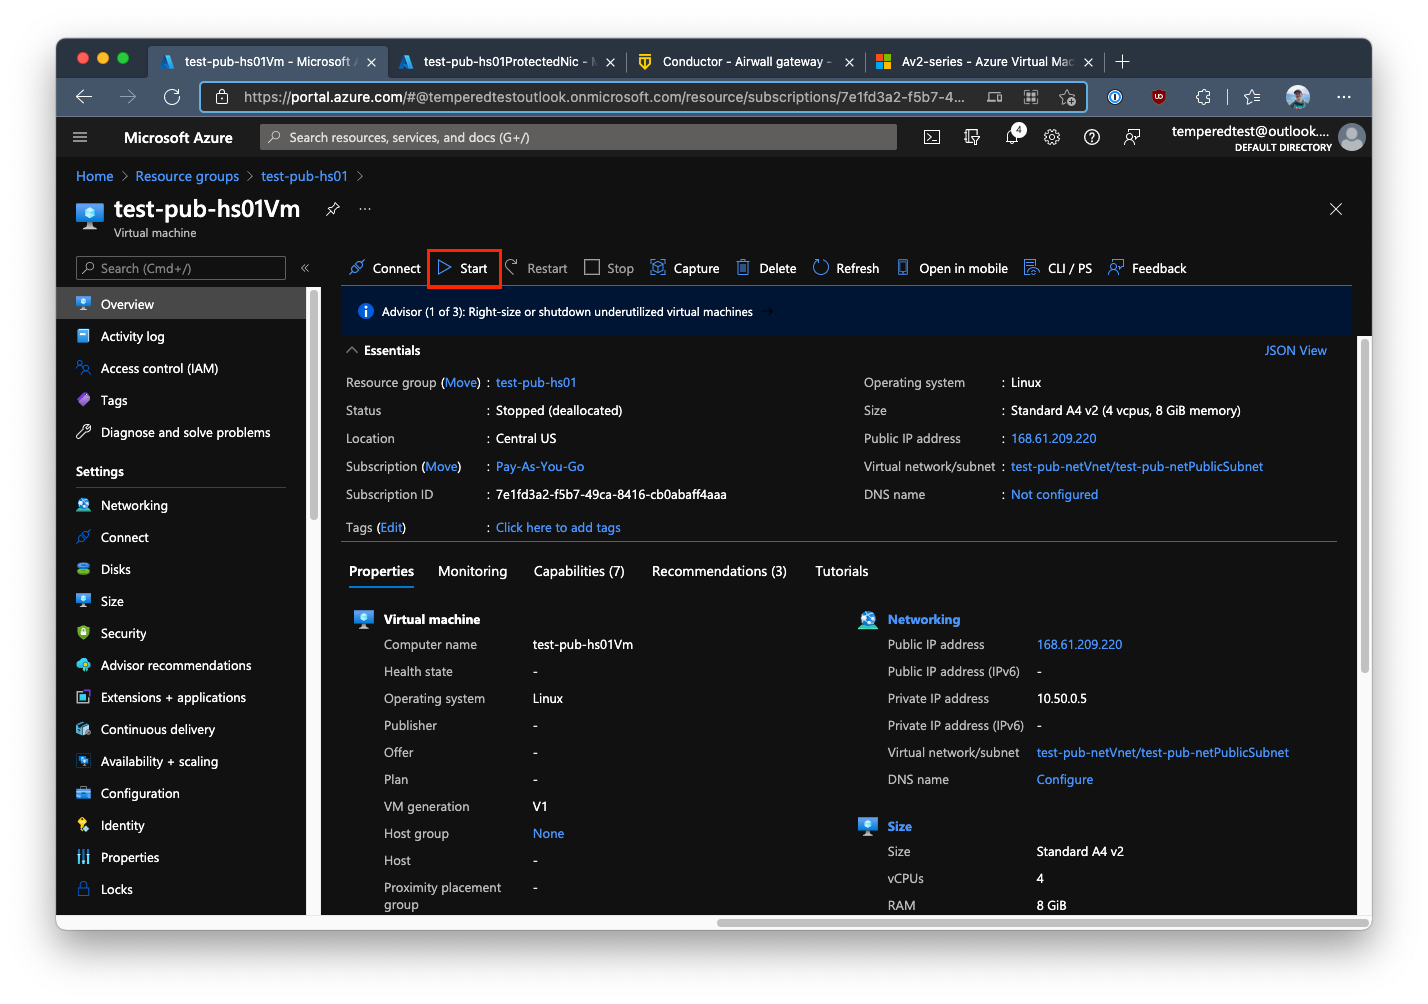 test-pub-hs01Vm - Microsoft A
test-pub-hs01ProtectedNic - M
Conductor - Airwall gateway -
Av2-series - Azure Virtual Mac
https://portal.azure.com/#@temperedtestoutlook.onmicrosoft.com/resource/subscriptions/7e1fd3a2-f5b7-4...
Microsoft Azure
Search resources, services, and docs (G+/)
4
temperedtest@outlook....
DEFAULT DIRECTORY
Home > Resource groups > test-pub-hs01 >
test-pub-hs01Vm
Virtual machine
Search (Cmd+/)
Connect
Start
Restart
Stop
Capture
Delete
Refresh
Open in mobile
CLI / PS
Feedback
Overview
Activity log
Access control (IAM)
Tags
Diagnose and solve problems
Settings
Networking
Connect
Disks
Size
Security
Advisor recommendations
Extensions + applications
Continuous delivery
Availability + scaling
Configuration
Identity
Properties
Locks
Advisor (1 of 3): Right-size or shutdown underutilized virtual machines →
Essentials
JSON View
Resource group (Move) : test-pub-hs01
Status : Stopped (deallocated)
Location : Central US
Subscription (Move) : Pay-As-You-Go
Subscription ID : 7e1fd3a2-f5b7-49ca-8416-cb0abaff4aaa
Tags (Edit) : Click here to add tags
Operating system : Linux
Size : Standard A4 v2 (4 vcpus, 8 GiB memory)
Public IP address : 168.61.209.220
Virtual network/subnet : test-pub-netVnet/test-pub-netPublicSubnet
DNS name : Not configured
Properties
Monitoring
Capabilities (7)
Recommendations (3)
Tutorials
Virtual machine
Computer name test-pub-hs01Vm
Health state -
Operating system Linux
Publisher -
Offer -
Plan -
VM generation V1
Host group None
Host -
Proximity placement -
group
Networking
Public IP address 168.61.209.220
Public IP address (IPv6) -
Private IP address 10.50.0.5
Private IP address (IPv6) -
Virtual network/subnet test-pub-netVnet/test-pub-netPublicSubnet
DNS name Configure
Size
Size Standard A4 v2
vCPUs 4
RAM 8 GiB